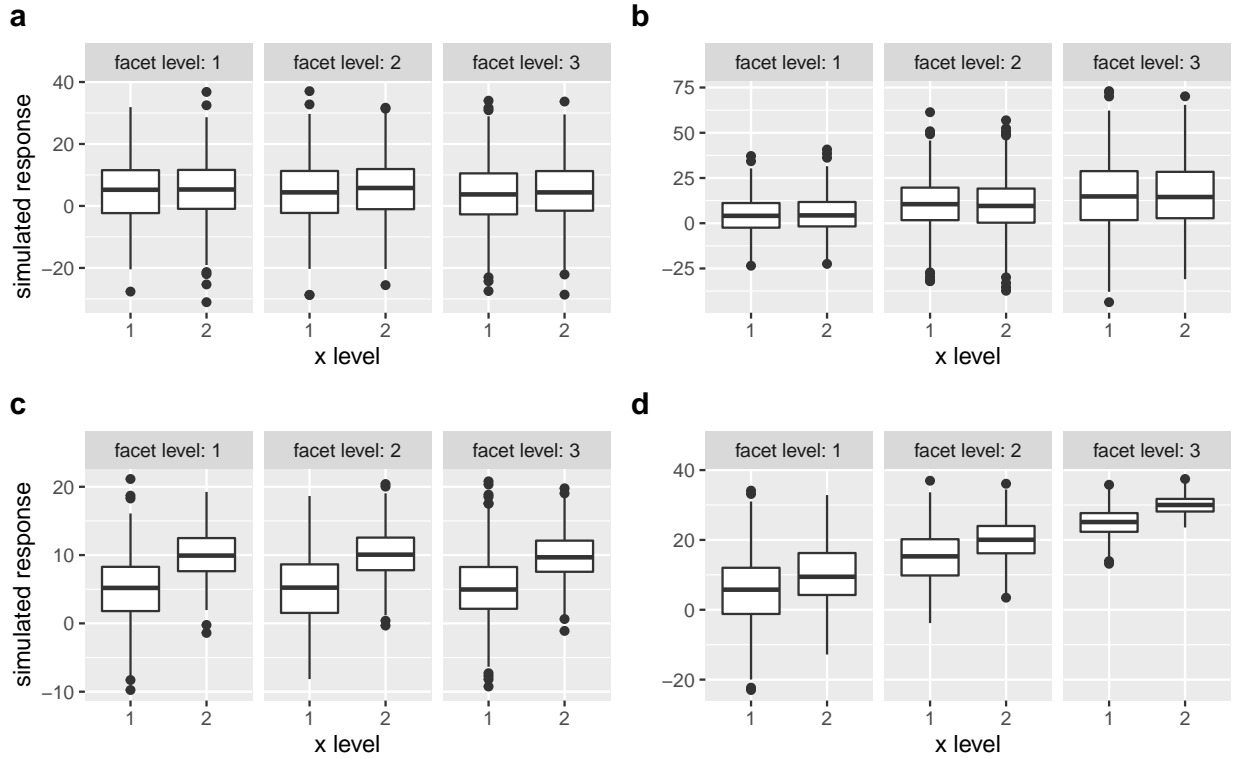 a
facet level: 1 facet level: 2 facet level: 3
simulated response
40
20
0
−20
1 2 1 2 1 2
x level
b
facet level: 1 facet level: 2 facet level: 3
75
50
25
0
−25
1 2 1 2 1 2
x level
c
facet level: 1 facet level: 2 facet level: 3
simulated response
20
10
0
−10
1 2 1 2 1 2
x level
d
facet level: 1 facet level: 2 facet level: 3
40
20
0
−20
1 2 1 2 1 2
x level